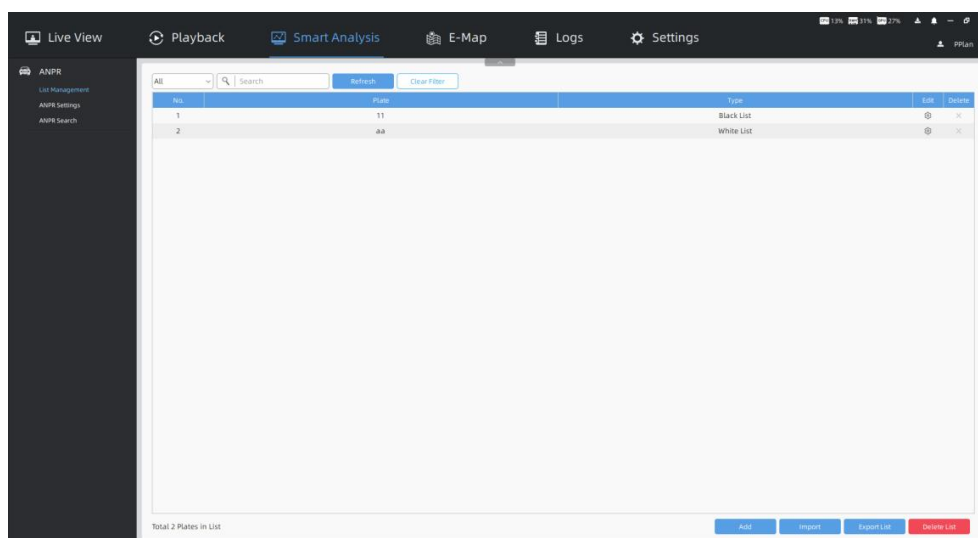 13% 31% 27%
Live View Playback Smart Analysis E-Map Logs Settings
PPlan
ANPR
List Management
ANPR Settings
ANPR Search
All Search Refresh Clear Filter
No. Plate Type Edit Delete
1 11 Black List
2 aa White List
Total 2 Plates in List
Add Import Export List Delete List